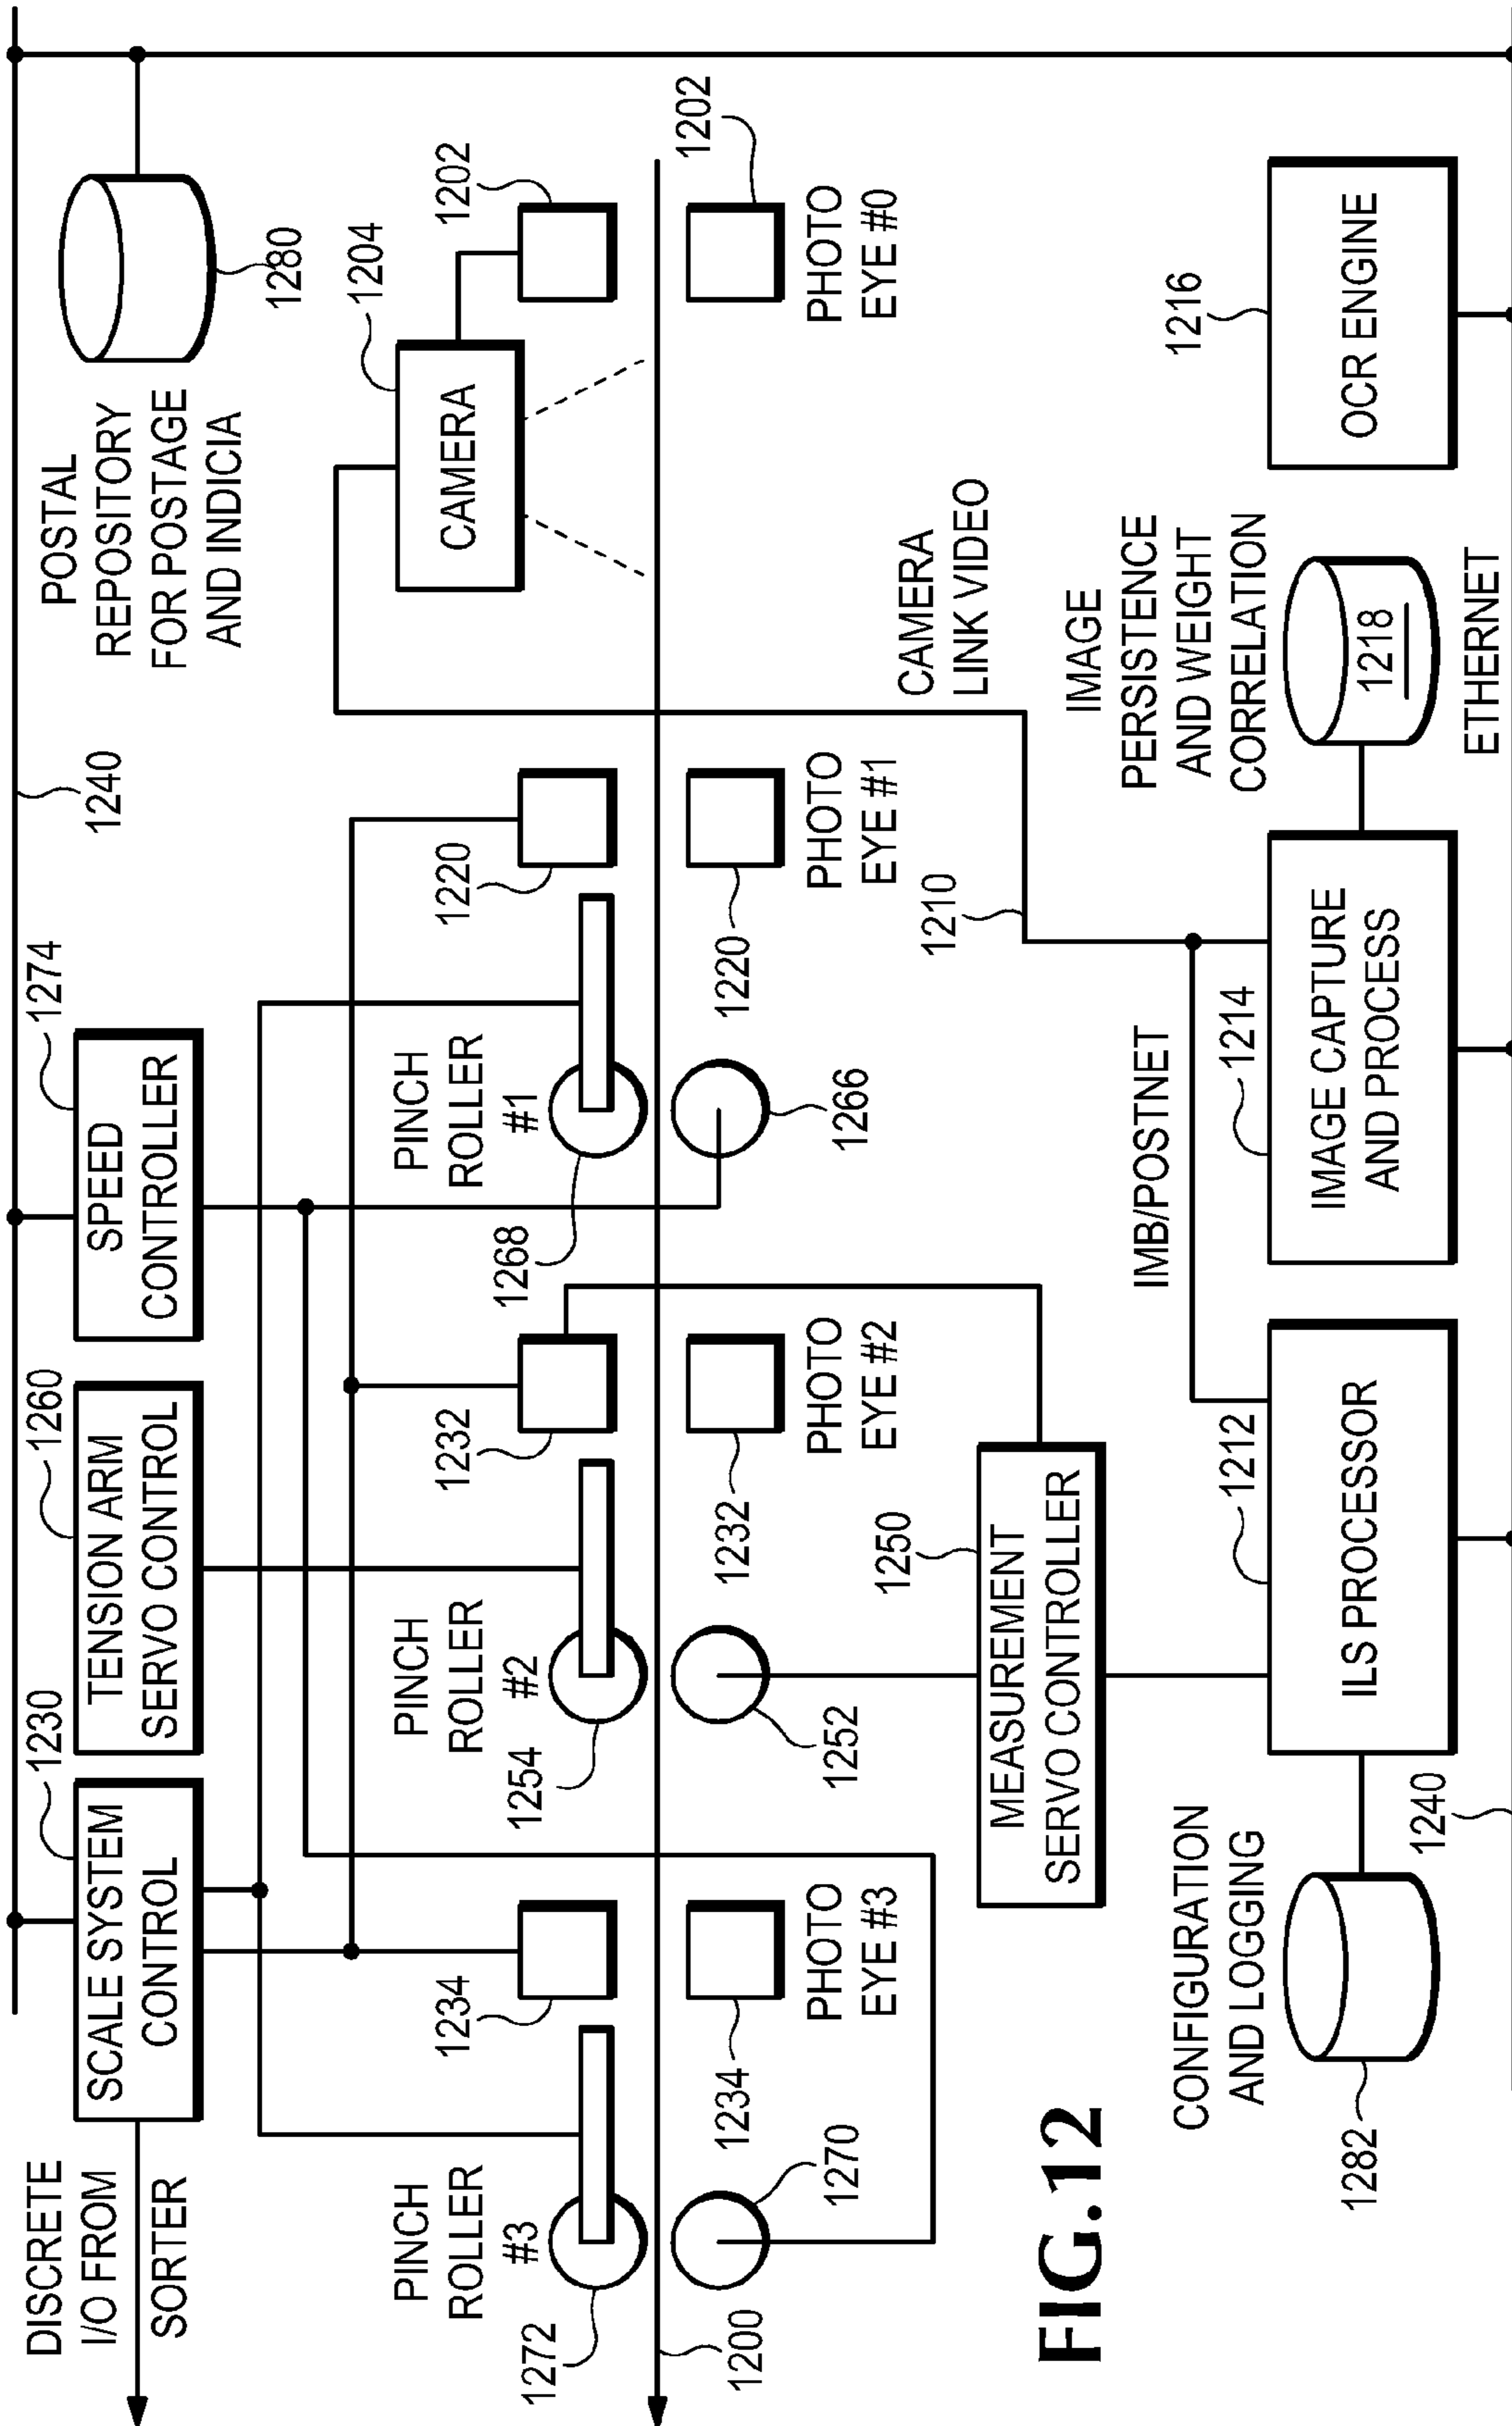 DISCRETE
I/O FROM
SORTER
SCALE SYSTEM
CONTROL
1230
TENSION ARM
SERVO CONTROL
1260
SPEED
CONTROLLER
1274
1240
POSTAL
REPOSITORY
FOR POSTAGE
AND INDICIA
1280
PINCH
ROLLER
#3
1272
1234
PINCH
ROLLER
#2
1254
1232
PINCH
ROLLER
#1
1268
1220
CAMERA
1204
1202
1200
1270
1234
PHOTO
EYE #3
1252
1232
PHOTO
EYE #2
1266
1220
PHOTO
EYE #1
1202
PHOTO
EYE #0
CAMERA
LINK VIDEO
1210
MEASUREMENT
SERVO CONTROLLER
1250
IMB/POSTNET
IMAGE
PERSISTENCE
AND WEIGHT
CORRELATION
1218
CONFIGURATION
AND LOGGING
1282
ILS PROCESSOR
1212
IMAGE CAPTURE
AND PROCESS
1214
OCR ENGINE
1216
1240
ETHERNET
FIG.12